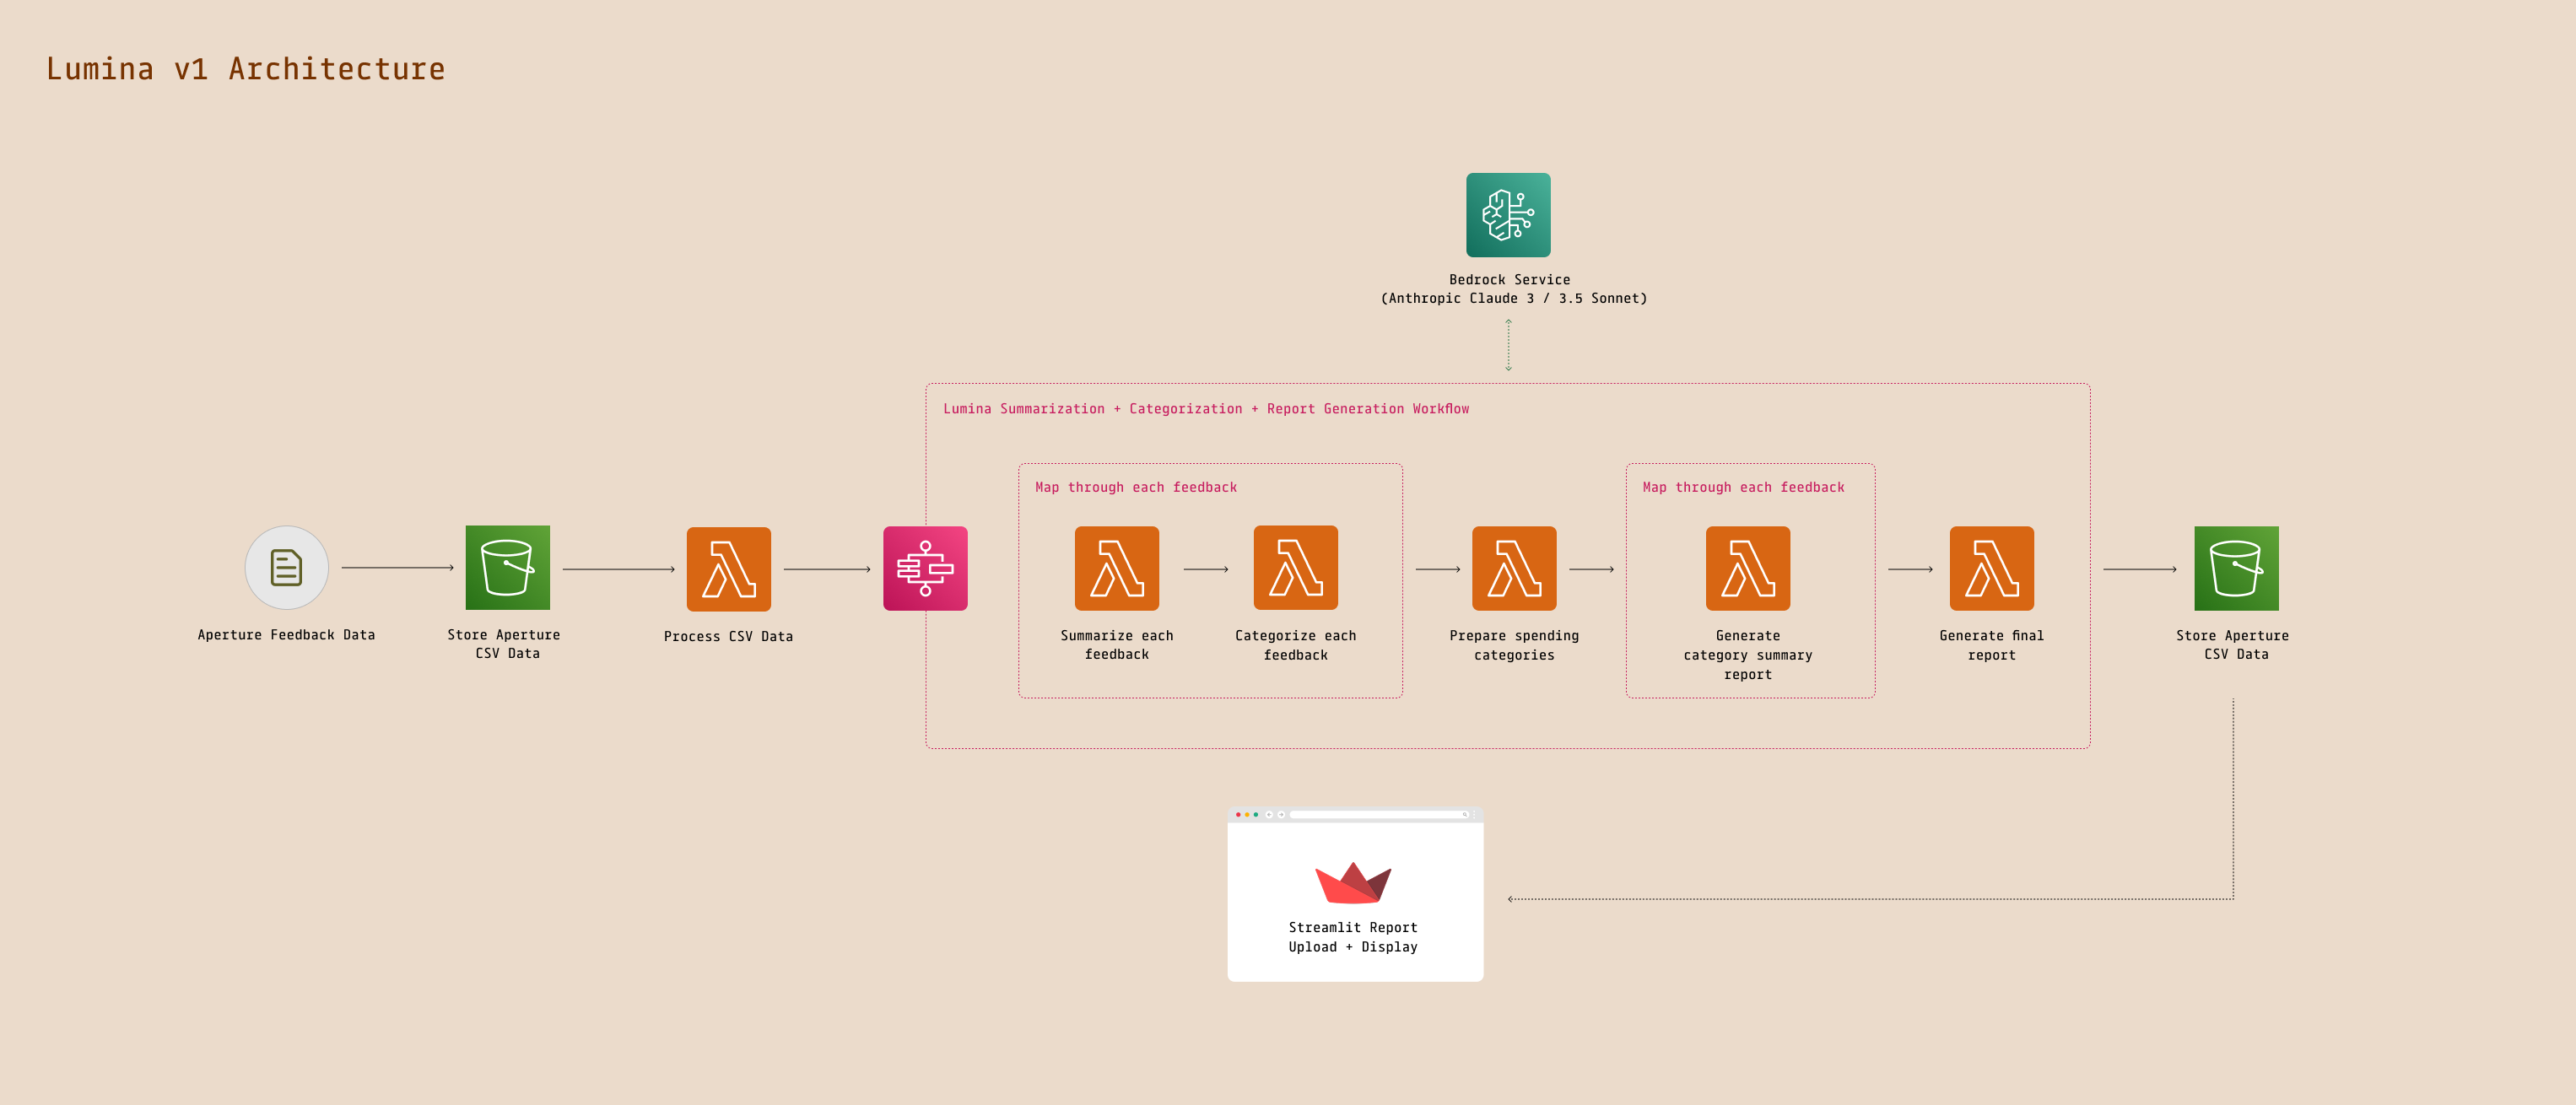 Lumina v1 Architecture
Bedrock Service
(Anthropic Claude 3 / 3.5 Sonnet)
Lumina Summarization + Categorization + Report Generation Workflow
Map through each feedback
Map through each feedback
Aperture Feedback Data
Store Aperture
CSV Data
Process CSV Data
Summarize each
feedback
Categorize each
feedback
Prepare spending
categories
Generate
category summary
report
Generate final
report
Store Aperture
CSV Data
Streamlit Report
Upload + Display